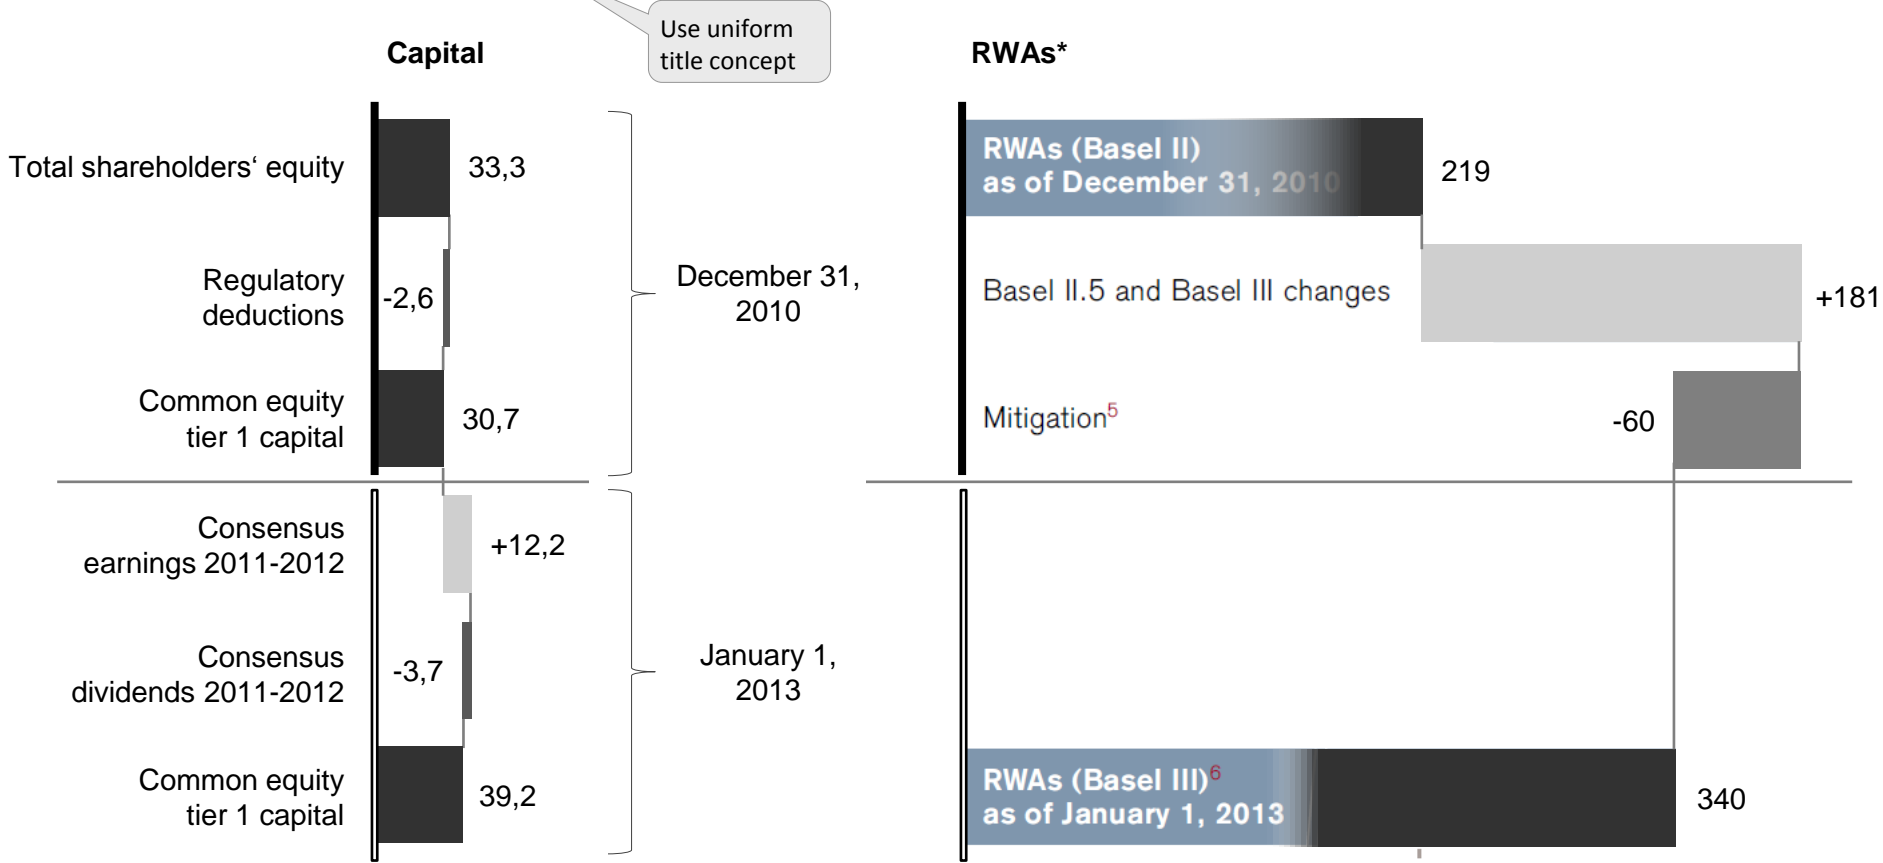 Use uniform
title concept
Capital
RWAs*
Total shareholders‘ equity
33,3
Regulatory
deductions
-2,6
Common equity
tier 1 capital
30,7
December 31,
2010
Consensus
earnings 2011-2012
+12,2
Consensus
dividends 2011-2012
-3,7
Common equity
tier 1 capital
39,2
January 1,
2013
RWAs (Basel II)
as of December 31, 2010
219
Basel II.5 and Basel III changes
+181
Mitigation5
-60
RWAs (Basel III)6
as of January 1, 2013
340